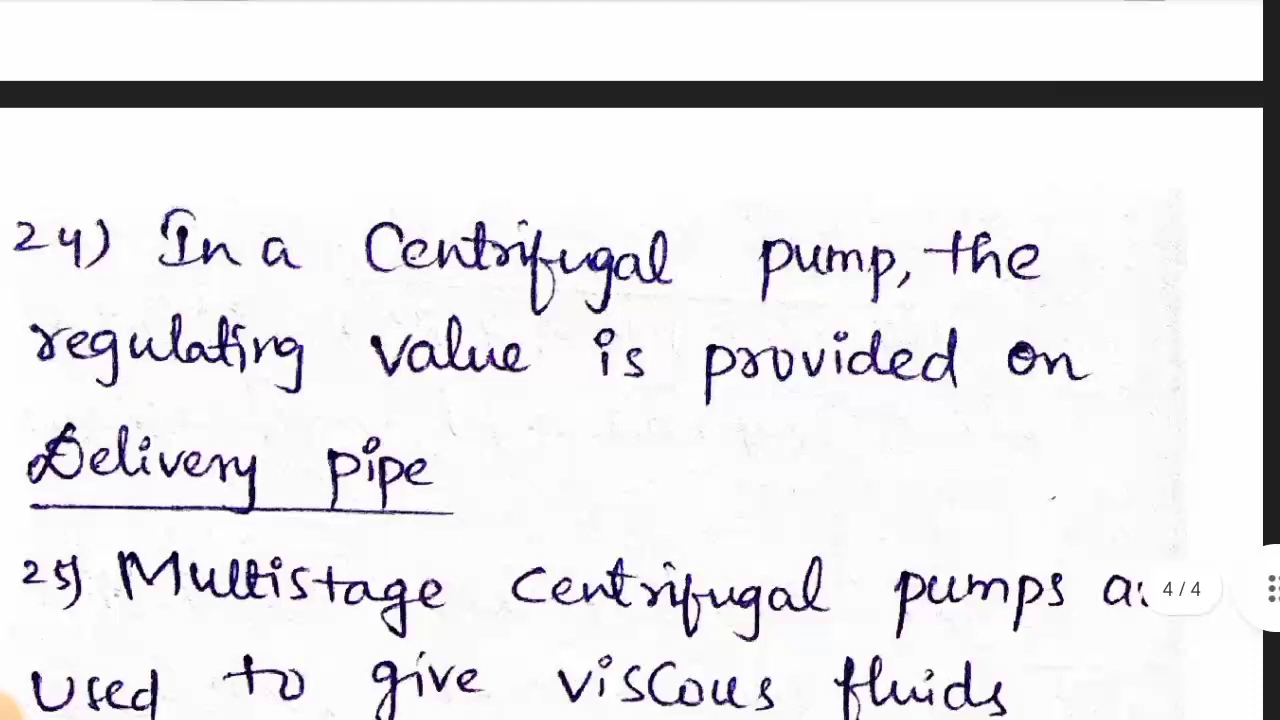 24) In a Centrifugal pump, the
regulating value is provided on
Delivery pipe
25) Multistage centrifugal pumps
4 / 4
used to give viscous fluids